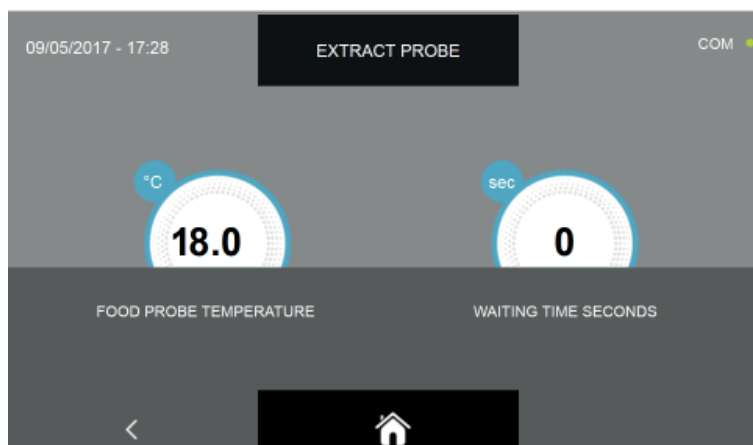 09/05/2017 - 17:28
EXTRACT PROBE
COM
°C
sec
18.0
0
FOOD PROBE TEMPERATURE
WAITING TIME SECONDS